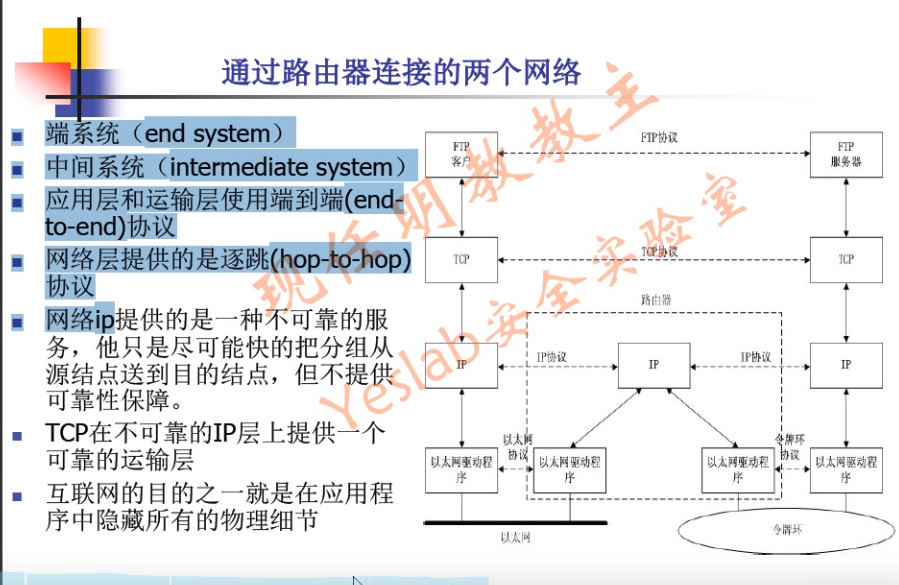 通过路由器连接的两个网络
端系统（end system）
中间系统（intermediate system）
应用层和运输层使用端到端(end-
to-end)协议
网络层提供的是逐跳(hop-to-hop)
协议
网络ip提供的是一种不可靠的服
务，他只是尽可能快的把分组从
源结点送到目的结点，但不提供
可靠性保障。
TCP在不可靠的IP层上提供一个
可靠的运输层
互联网的目的之一就是在应用程
序中隐藏所有的物理细节
FTP
客户
FTP协议
FTP
服务器
TCP
TCP协议
TCP
路由器
IP
IP协议
IP
IP协议
IP
以太网驱动程
序
以太网
协议
以太网驱动程
序
以太网驱动程
序
令牌环
协议
以太网驱动程
序
以太网
令牌环
现任明教教主
Yeslab安全实验室